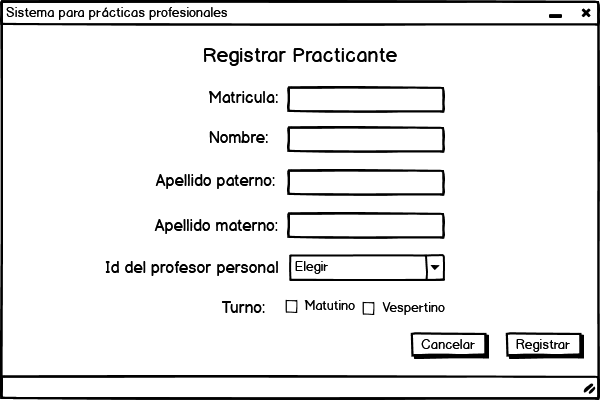 Sistema para prácticas profesionales
Registrar Practicante
Matricula:
Nombre:
Apellido paterno:
Apellido materno:
Id del profesor personal Elegir
Turno: Matutino Vespertino
Cancelar Registrar